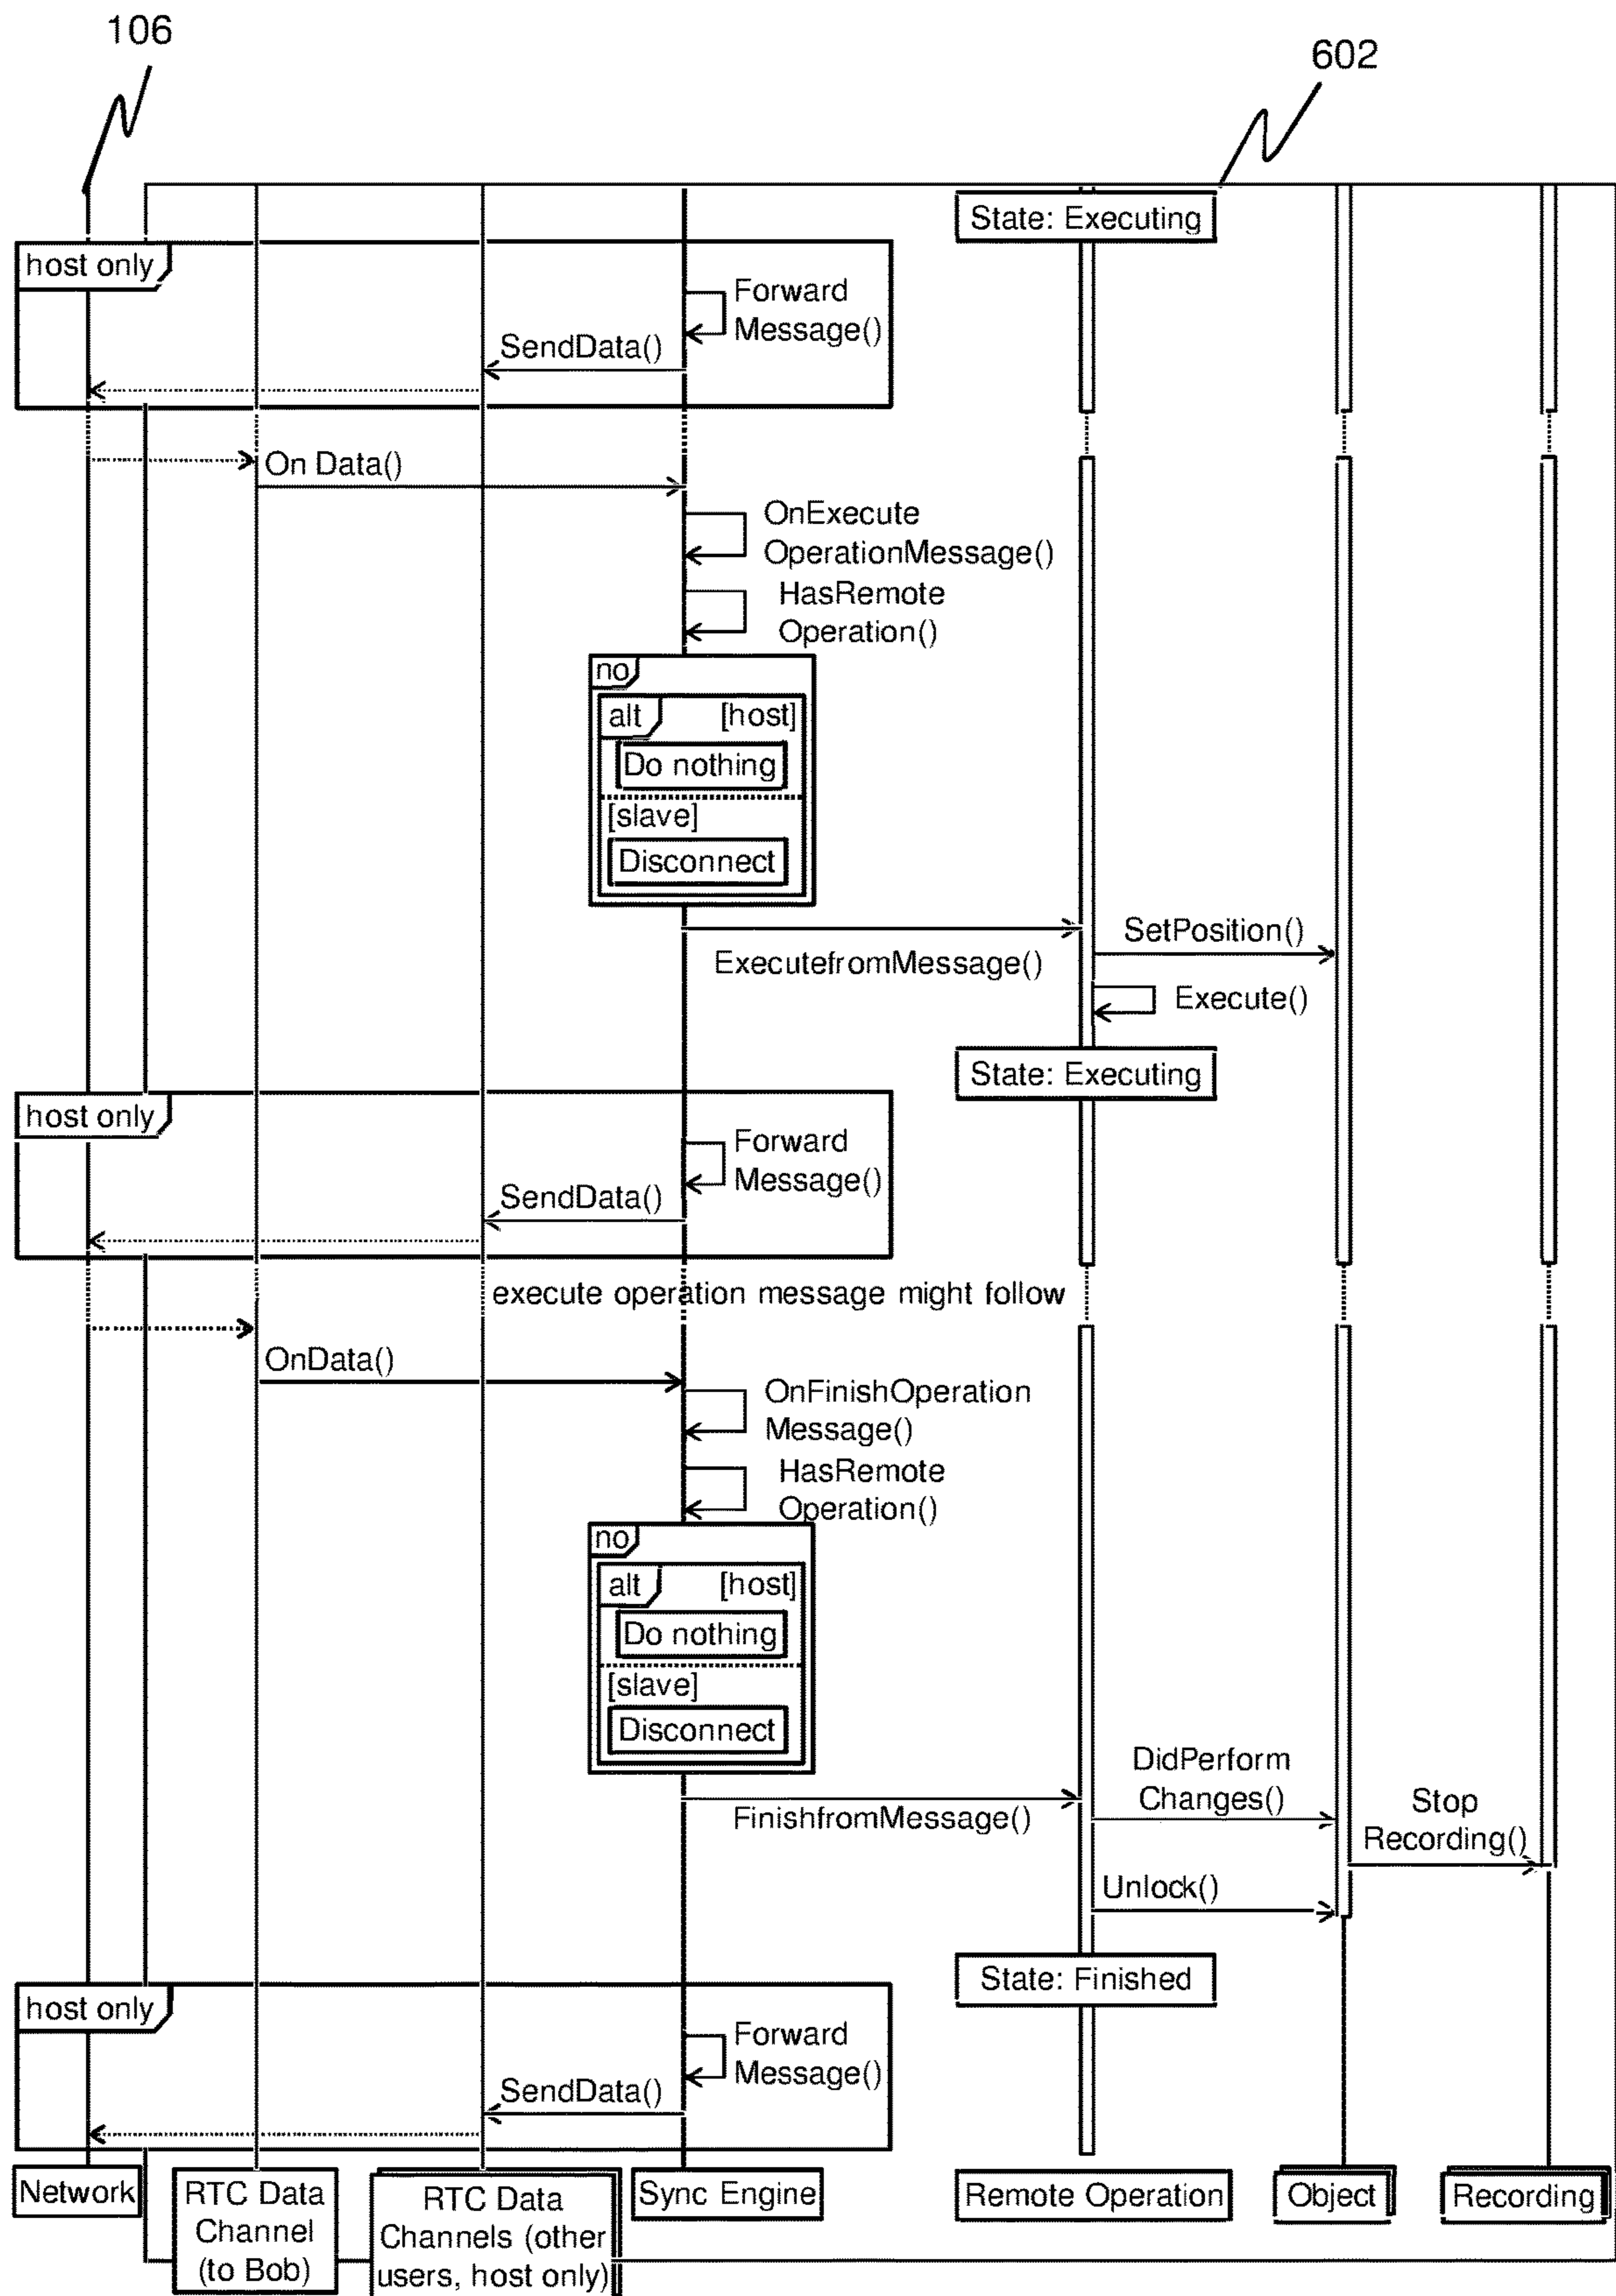 106
602
State: Executing
host only
Forward
Message()
SendData()
On Data()
OnExecute
OperationMessage()
HasRemote
Operation()
no
alt [host]
Do nothing
[slave]
Disconnect
SetPosition()
ExecutefromMessage()
Execute()
State: Executing
host only
Forward
Message()
SendData()
execute operation message might follow
OnData()
OnFinishOperation
Message()
HasRemote
Operation()
no
alt [host]
Do nothing
[slave]
Disconnect
DidPerform
Changes()
FinishfromMessage()
Stop
Recording()
Unlock()
State: Finished
host only
Forward
Message()
SendData()
Network
RTC Data
Channel
(to Bob)
RTC Data
Channels (other
users, host only)
Sync Engine
Remote Operation
Object
Recording